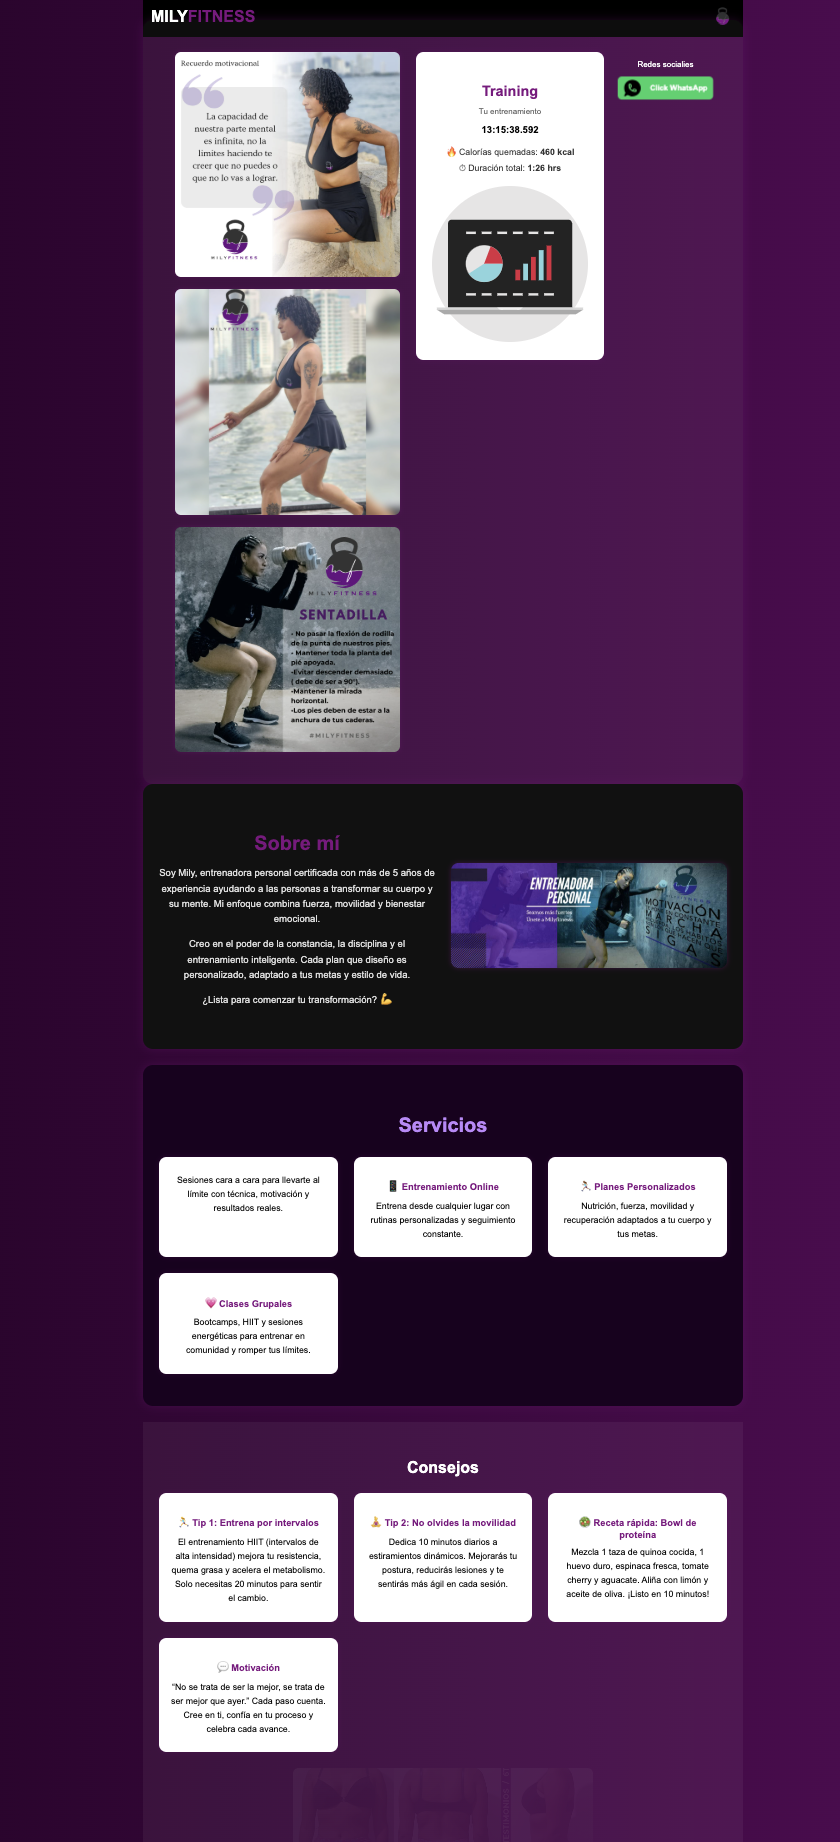 MILYFITNESS
Recuerdo motivacional
La capacidad de
nuestra parte mental
es infinita, no la
limites haciendo te
creer que no puedes o
que no lo vas a lograr.
MILYFITNESS
Training
Tu entrenamiento
13:15:38.592
🔥 Calorías quemadas: 460 kcal
⏱ Duración total: 1:26 hrs
Redes socialies
Click WhatsApp
MILYFITNESS
MILYFITNESS
SENTADILLA
- No pasar la flexión de rodilla
de la punta de nuestros pies.
- Mantener toda la planta del
pié apoyada.
-Evitar descender demasiado
( debe de ser a 90º).
-Mantener la mirada
horizontal.
-Los pies deben de estar a la
anchura de tus caderas.
#MILYFITNESS
Sobre mí
Soy Mily, entrenadora personal certificada con más de 5 años de
experiencia ayudando a las personas a transformar su cuerpo y
su mente. Mi enfoque combina fuerza, movilidad y bienestar
emocional.
Creo en el poder de la constancia, la disciplina y el
entrenamiento inteligente. Cada plan que diseño es
personalizado, adaptado a tus metas y estilo de vida.
¿Lista para comenzar tu transformación? 💪
ENTRENADORA
PERSONAL
Seamos más fuertes
Únete a Milyfitness
MOTIVACIÓN
MARCHA
SIGAS
Servicios
Sesiones cara a cara para llevarte al
límite con técnica, motivación y
resultados reales.
📱 Entrenamiento Online
Entrena desde cualquier lugar con
rutinas personalizadas y seguimiento
constante.
🏃 Planes Personalizados
Nutrición, fuerza, movilidad y
recuperación adaptados a tu cuerpo y
tus metas.
💗 Clases Grupales
Bootcamps, HIIT y sesiones
energéticas para entrenar en
comunidad y romper tus límites.
Consejos
🏃 Tip 1: Entrena por intervalos
El entrenamiento HIIT (intervalos de
alta intensidad) mejora tu resistencia,
quema grasa y acelera el metabolismo.
Solo necesitas 20 minutos para sentir
el cambio.
🧘 Tip 2: No olvides la movilidad
Dedica 10 minutos diarios a
estiramientos dinámicos. Mejorarás tu
postura, reducirás lesiones y te
sentirás más ágil en cada sesión.
🥗 Receta rápida: Bowl de
proteína
Mezcla 1 taza de quinoa cocida, 1
huevo duro, espinaca fresca, tomate
cherry y aguacate. Aliña con limón y
aceite de oliva. ¡Listo en 10 minutos!
💬 Motivación
“No se trata de ser la mejor, se trata de
ser mejor que ayer.” Cada paso cuenta.
Cree en ti, confía en tu proceso y
celebra cada avance.